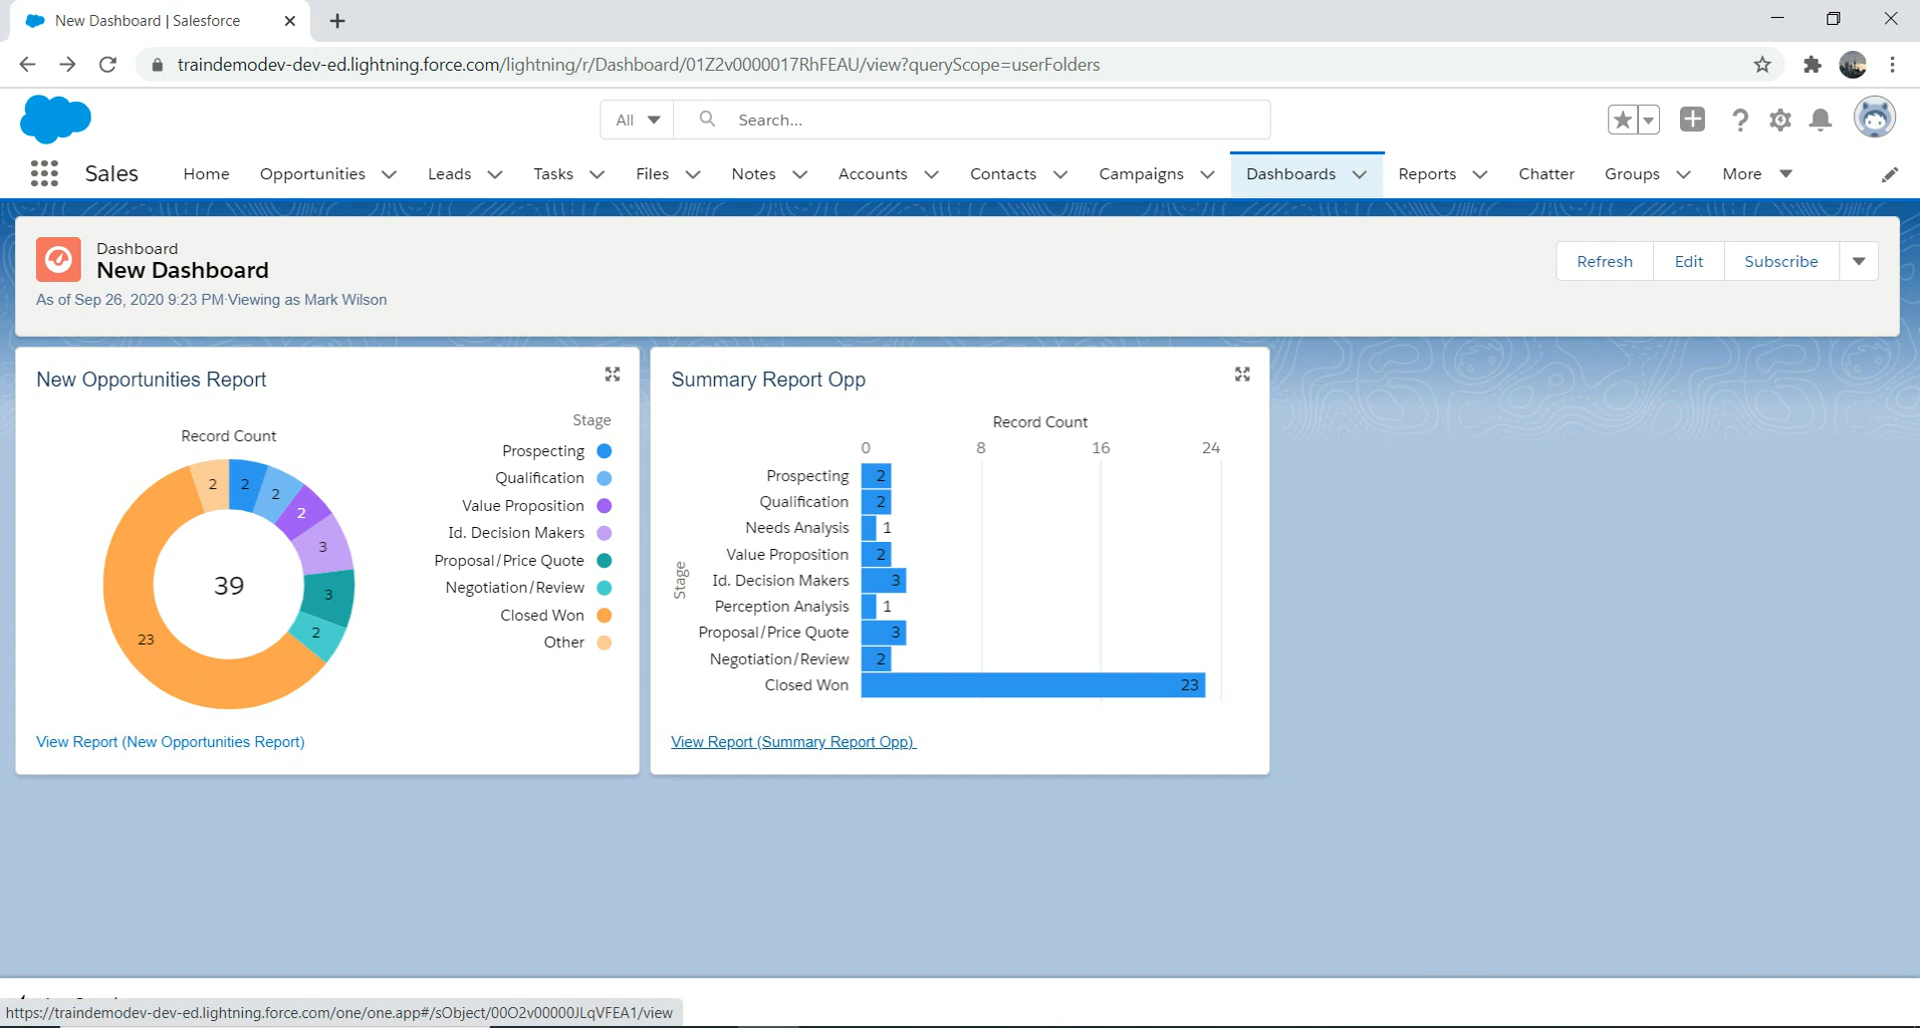 New Dashboard | Salesforce
traindemodev-dev-ed.lightning.force.com/lightning/r/Dashboard/01Z2v0000017RhFEAU/view?queryScope=userFolders
All
Search...
Sales
Home
Opportunities
Leads
Tasks
Files
Notes
Accounts
Contacts
Campaigns
Dashboards
Reports
Chatter
Groups
More
Dashboard
New Dashboard
As of Sep 26, 2020 9:23 PM·Viewing as Mark Wilson
Refresh
Edit
Subscribe
New Opportunities Report
Record Count
2
2
2
2
3
3
2
23
39
Stage
Prospecting
Qualification
Value Proposition
Id. Decision Makers
Proposal/Price Quote
Negotiation/Review
Closed Won
Other
View Report (New Opportunities Report)
Summary Report Opp
Record Count
0 8 16 24
Stage
Prospecting 2
Qualification 2
Needs Analysis 1
Value Proposition 2
Id. Decision Makers 3
Perception Analysis 1
Proposal/Price Quote 3
Negotiation/Review 2
Closed Won 23
View Report (Summary Report Opp)
https://traindemodev-dev-ed.lightning.force.com/one/one.app#/sObject/00O2v00000JLqVFEA1/view